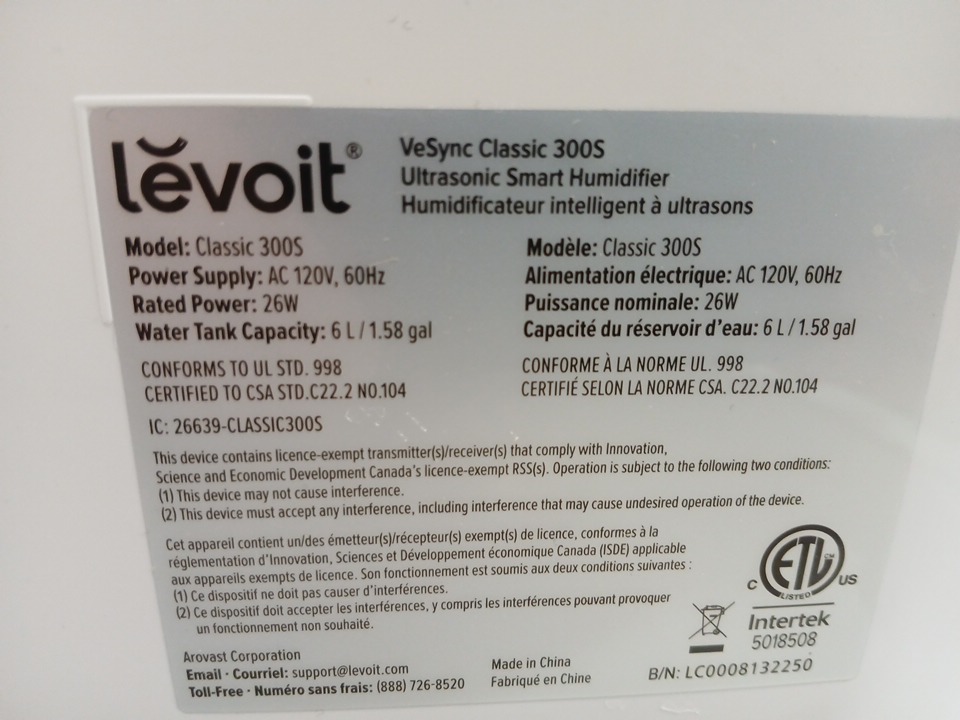 lĕvoit®
VeSync Classic 300S
Ultrasonic Smart Humidifier
Humidificateur intelligent à ultrasons
Model: Classic 300S
Power Supply: AC 120V, 60Hz
Rated Power: 26W
Water Tank Capacity: 6 L / 1.58 gal
CONFORMS TO UL STD. 998
CERTIFIED TO CSA STD.C22.2 NO.104
IC: 26639-CLASSIC300S
Modèle: Classic 300S
Alimentation électrique: AC 120V, 60Hz
Puissance nominale: 26W
Capacité du réservoir d'eau: 6 L / 1.58 gal
CONFORME À LA NORME UL. 998
CERTIFIÉ SELON LA NORME CSA. C22.2 NO.104
This device contains licence-exempt transmitter(s)/receiver(s) that comply with Innovation,
Science and Economic Development Canada's licence-exempt RSS(s). Operation is subject to the following two conditions:
(1) This device may not cause interference.
(2) This device must accept any interference, including interference that may cause undesired operation of the device.
Cet appareil contient un/des émetteur(s)/récepteur(s) exempt(s) de licence, conformes à la
réglementation d'Innovation, Sciences et Développement économique Canada (ISDE) applicable
aux appareils exempts de licence. Son fonctionnement est soumis aux deux conditions suivantes :
(1) Ce dispositif ne doit pas causer d'interférences.
(2) Ce dispositif doit accepter les interférences, y compris les interférences pouvant provoquer
un fonctionnement non souhaité.
Arovast Corporation
Email · Courriel: support@levoit.com
Toll-Free · Numéro sans frais: (888) 726-8520
Made in China
Fabriqué en Chine
C ETL CM US
LISTED
Intertek
5018508
B/N: LC0008132250